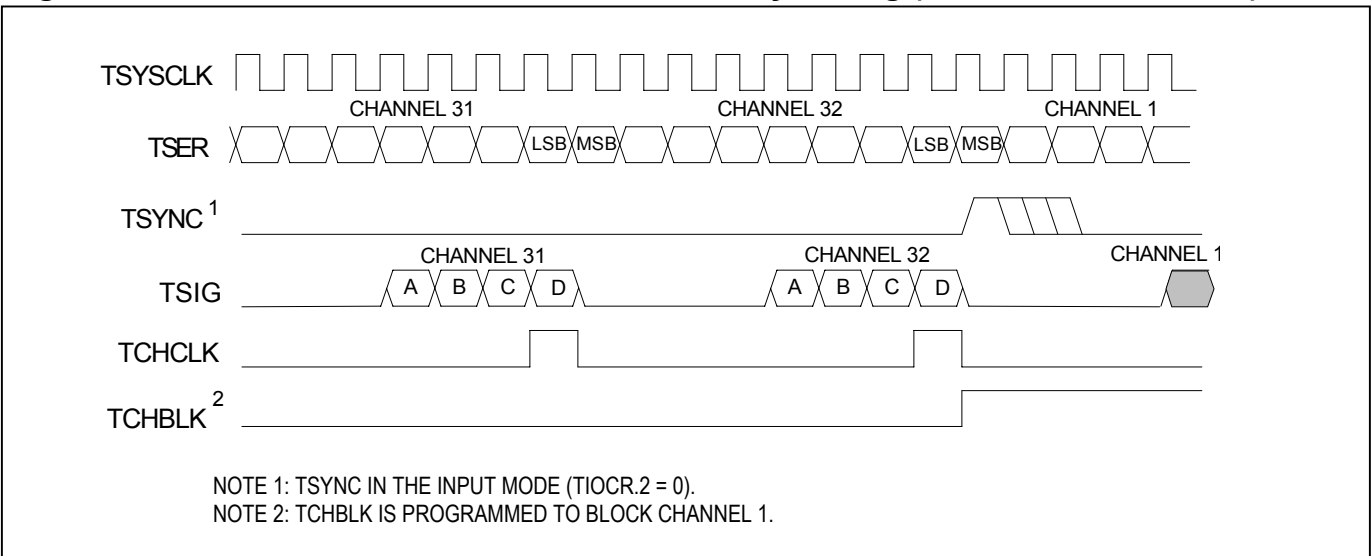 TSYSCLK
CHANNEL 31 CHANNEL 32 CHANNEL 1
TSER LSB MSB LSB MSB
TSYNC 1
CHANNEL 31 CHANNEL 32 CHANNEL 1
TSIG A B C D A B C D
TCHCLK
TCHBLK 2
NOTE 1: TSYNC IN THE INPUT MODE (TIOCR.2 = 0).
NOTE 2: TCHBLK IS PROGRAMMED TO BLOCK CHANNEL 1.